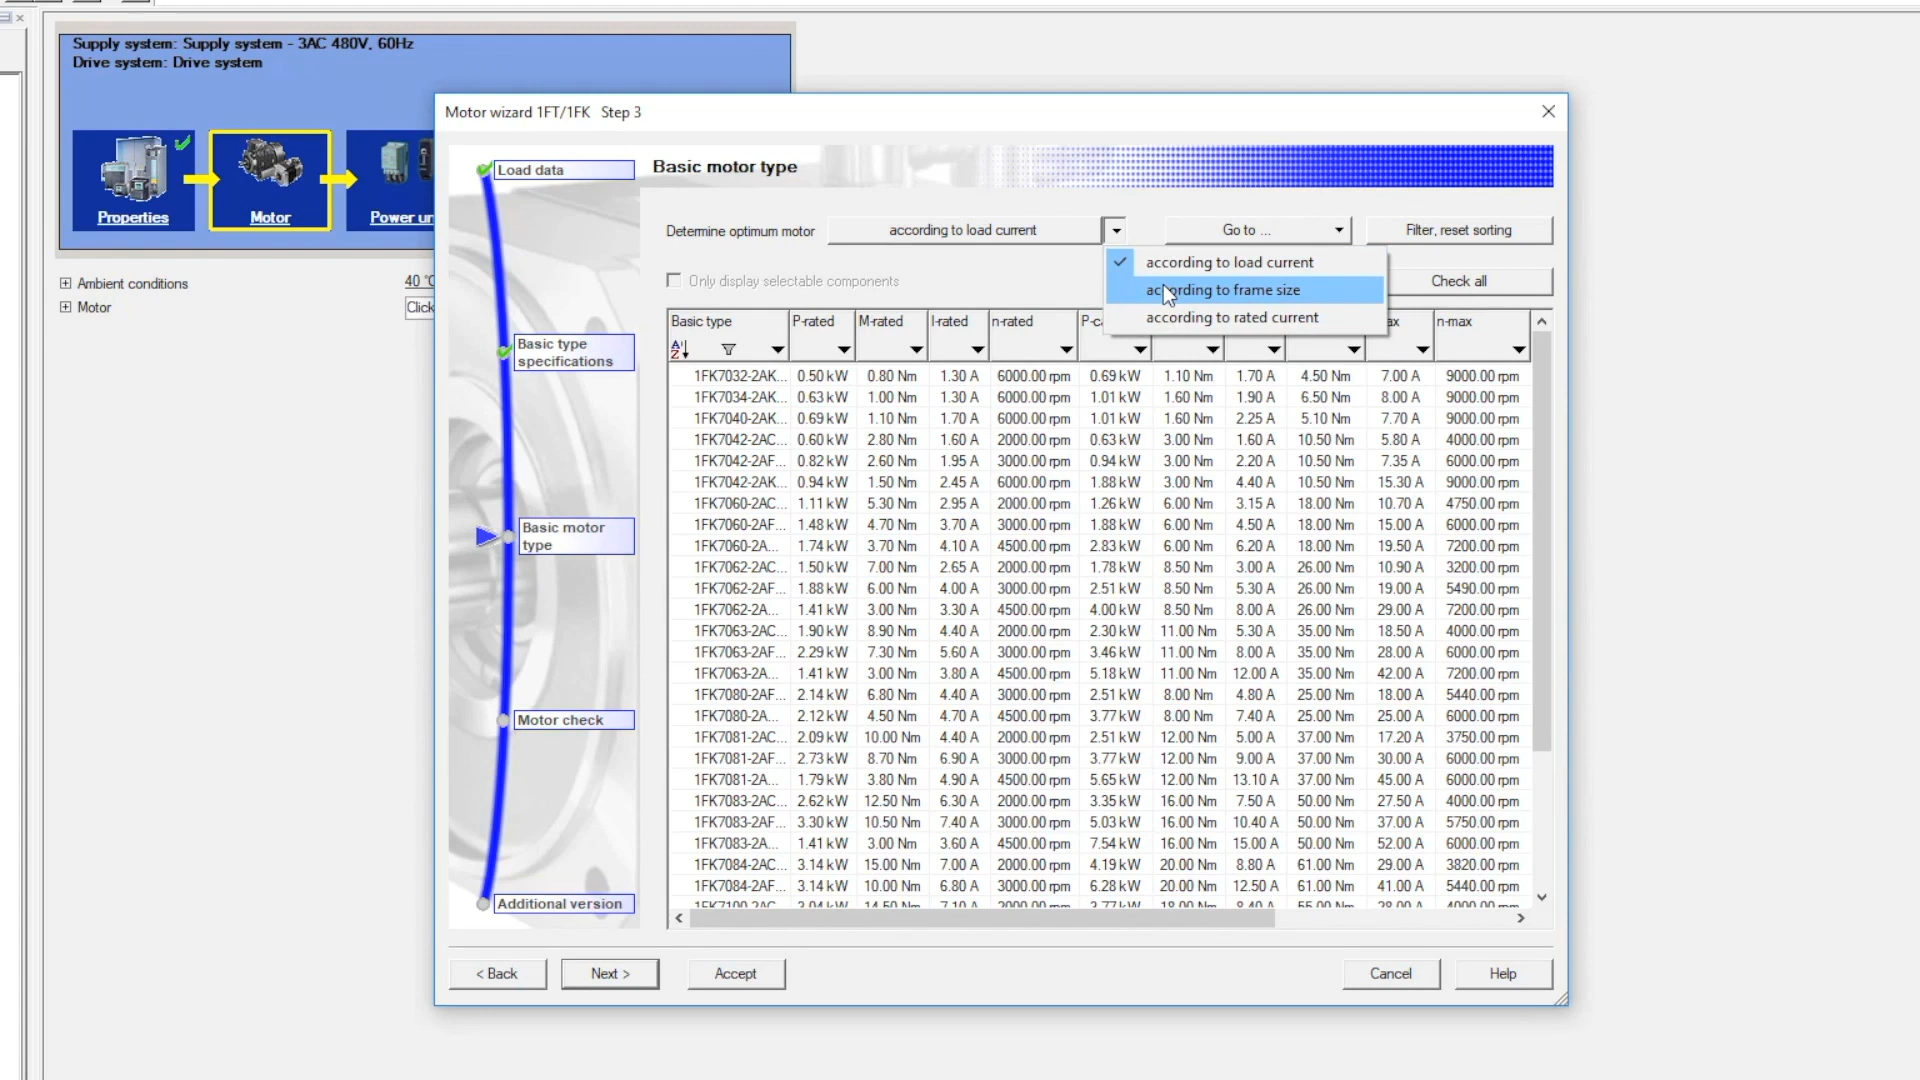 Supply system: Supply system - 3AC 480V, 60Hz
Drive system: Drive system
Properties
Motor
Power
Ambient conditions
40 °C
Motor
Click
Motor wizard 1FT/1FK Step 3
Load data
Basic type
specifications
Basic motor
type
Motor check
Additional version
Basic motor type
Determine optimum motor according to load current Go to ... Filter, reset sorting
Only display selectable components Check all
according to load current
according to frame size
according to rated current
Basic type P-rated M-rated I-rated n-rated n-max
1FK7032-2AK... 0.50 kW 0.80 Nm 1.30 A 6000.00 rpm 0.69 kW 1.10 Nm 1.70 A 4.50 Nm 7.00 A 9000.00 rpm
1FK7034-2AK... 0.63 kW 1.00 Nm 1.30 A 6000.00 rpm 1.01 kW 1.60 Nm 1.90 A 6.50 Nm 8.00 A 9000.00 rpm
1FK7040-2AK... 0.69 kW 1.10 Nm 1.70 A 6000.00 rpm 1.01 kW 1.60 Nm 2.25 A 5.10 Nm 7.70 A 9000.00 rpm
1FK7042-2AC... 0.60 kW 2.80 Nm 1.60 A 2000.00 rpm 0.63 kW 3.00 Nm 1.60 A 10.50 Nm 5.80 A 4000.00 rpm
1FK7042-2AF... 0.82 kW 2.60 Nm 1.95 A 3000.00 rpm 0.94 kW 3.00 Nm 2.20 A 10.50 Nm 7.35 A 6000.00 rpm
1FK7042-2AK... 0.94 kW 1.50 Nm 2.45 A 6000.00 rpm 1.88 kW 3.00 Nm 4.40 A 10.50 Nm 15.30 A 9000.00 rpm
1FK7060-2AC... 1.11 kW 5.30 Nm 2.95 A 2000.00 rpm 1.26 kW 6.00 Nm 3.15 A 18.00 Nm 10.70 A 4750.00 rpm
1FK7060-2AF... 1.48 kW 4.70 Nm 3.70 A 3000.00 rpm 1.88 kW 6.00 Nm 4.50 A 18.00 Nm 15.00 A 6000.00 rpm
1FK7060-2A... 1.74 kW 3.70 Nm 4.10 A 4500.00 rpm 2.83 kW 6.00 Nm 6.20 A 18.00 Nm 19.50 A 7200.00 rpm
1FK7062-2AC... 1.50 kW 7.00 Nm 2.65 A 2000.00 rpm 1.78 kW 8.50 Nm 3.00 A 26.00 Nm 10.90 A 3200.00 rpm
1FK7062-2AF... 1.88 kW 6.00 Nm 4.00 A 3000.00 rpm 2.51 kW 8.50 Nm 5.30 A 26.00 Nm 19.00 A 5490.00 rpm
1FK7062-2A... 1.41 kW 3.00 Nm 3.30 A 4500.00 rpm 4.00 kW 8.50 Nm 8.00 A 26.00 Nm 29.00 A 7200.00 rpm
1FK7063-2AC... 1.90 kW 8.90 Nm 4.40 A 2000.00 rpm 2.30 kW 11.00 Nm 5.30 A 35.00 Nm 18.50 A 4000.00 rpm
1FK7063-2AF... 2.29 kW 7.30 Nm 5.60 A 3000.00 rpm 3.46 kW 11.00 Nm 8.00 A 35.00 Nm 28.00 A 6000.00 rpm
1FK7063-2A... 1.41 kW 3.00 Nm 3.80 A 4500.00 rpm 5.18 kW 11.00 Nm 12.00 A 35.00 Nm 42.00 A 7200.00 rpm
1FK7080-2AF... 2.14 kW 6.80 Nm 4.40 A 3000.00 rpm 2.51 kW 8.00 Nm 4.80 A 25.00 Nm 18.00 A 5440.00 rpm
1FK7080-2A... 2.12 kW 4.50 Nm 4.70 A 4500.00 rpm 3.77 kW 8.00 Nm 7.40 A 25.00 Nm 25.00 A 6000.00 rpm
1FK7081-2AC... 2.09 kW 10.00 Nm 4.40 A 2000.00 rpm 2.51 kW 12.00 Nm 5.00 A 37.00 Nm 17.20 A 3750.00 rpm
1FK7081-2AF... 2.73 kW 8.70 Nm 6.90 A 3000.00 rpm 3.77 kW 12.00 Nm 9.00 A 37.00 Nm 30.00 A 6000.00 rpm
1FK7081-2A... 1.79 kW 3.80 Nm 4.90 A 4500.00 rpm 5.65 kW 12.00 Nm 13.10 A 37.00 Nm 45.00 A 6000.00 rpm
1FK7083-2AC... 2.62 kW 12.50 Nm 6.30 A 2000.00 rpm 3.35 kW 16.00 Nm 7.50 A 50.00 Nm 27.50 A 4000.00 rpm
1FK7083-2AF... 3.30 kW 10.50 Nm 7.40 A 3000.00 rpm 5.03 kW 16.00 Nm 10.40 A 50.00 Nm 37.00 A 5750.00 rpm
1FK7083-2A... 1.41 kW 3.00 Nm 3.60 A 4500.00 rpm 7.54 kW 16.00 Nm 15.00 A 50.00 Nm 52.00 A 6000.00 rpm
1FK7084-2AC... 3.14 kW 15.00 Nm 7.00 A 2000.00 rpm 4.19 kW 20.00 Nm 8.80 A 61.00 Nm 29.00 A 3820.00 rpm
1FK7084-2AF... 3.14 kW 10.00 Nm 6.80 A 3000.00 rpm 6.28 kW 20.00 Nm 12.50 A 61.00 Nm 41.00 A 5440.00 rpm
< Back Next > Accept Cancel Help